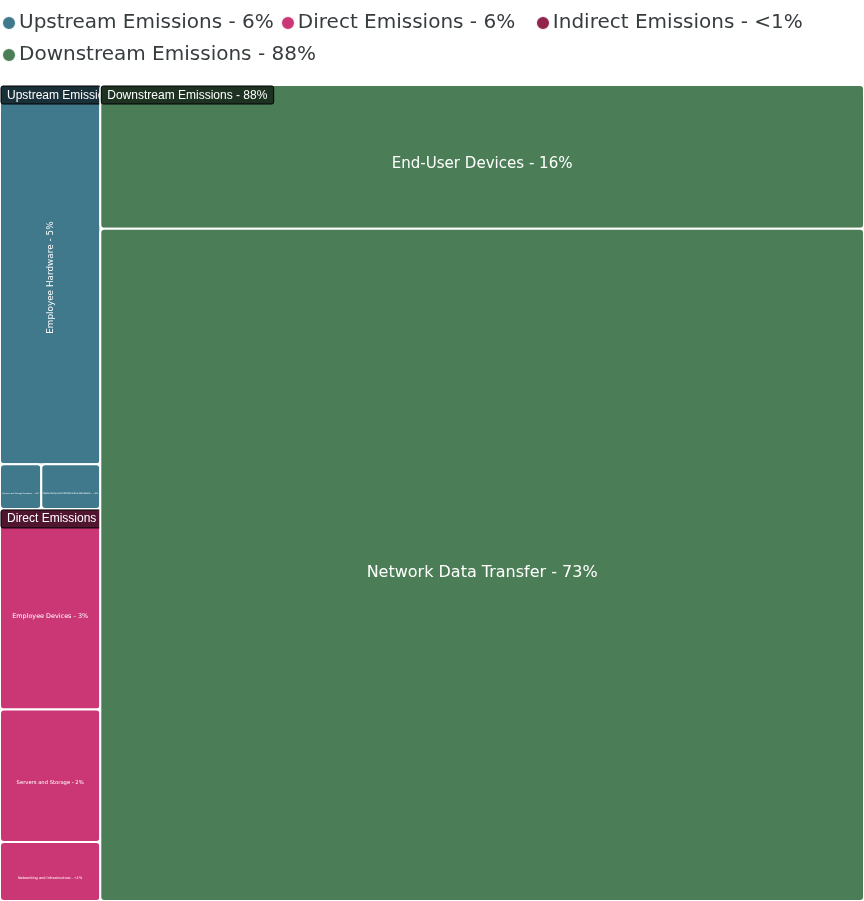 Upstream Emissions - 6%
Direct Emissions - 6%
Indirect Emissions - <1%
Downstream Emissions - 88%
Upstream Emissi
Downstream Emissions - 88%
End-User Devices - 16%
Employee Hardware - 5%
Direct Emissions
Network Data Transfer - 73%
Employee Devices - 3%
Servers and Storage - 2%
Networking and Infrastructure - <1%